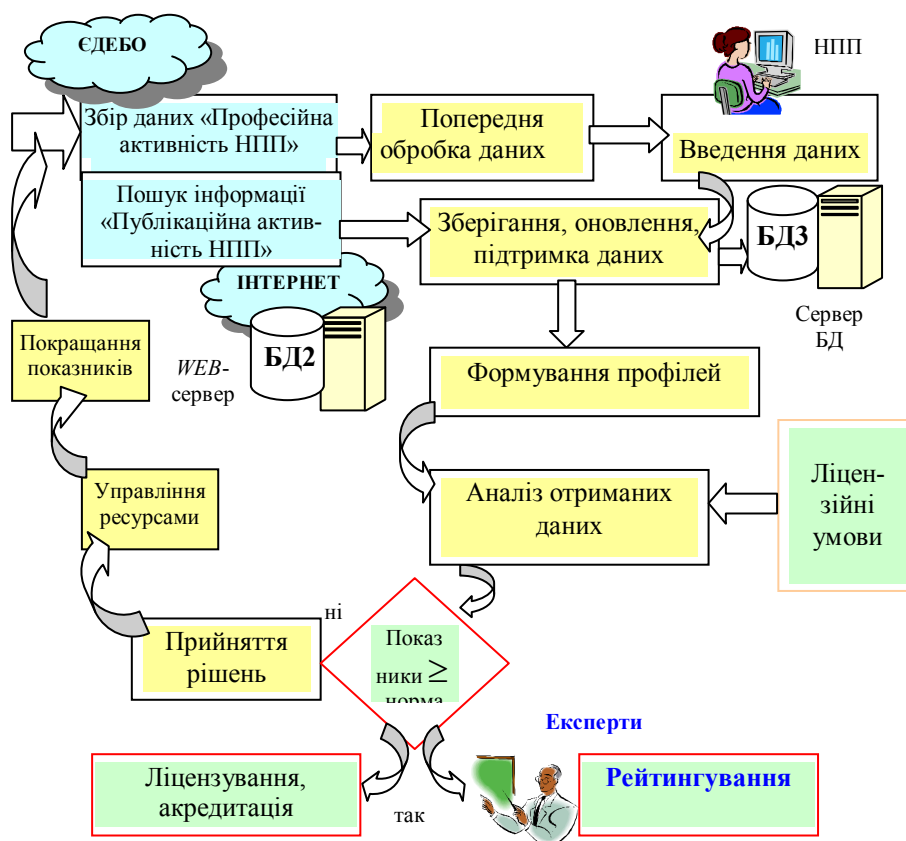 ЄДЕБО
НПП
Збір даних «Професійна
активність НПП»
Попередня
обробка даних
Введення даних
Пошук інформації
«Публікаційна актив-
ність НПП»
Зберігання, оновлення,
підтримка даних
БД3
ІНТЕРНЕТ
Сервер
БД
БД2
WEB-
сервер
Покращання
показників
Формування профілей
Ліцен-
зійні
умови
Аналіз отриманих
даних
Управління
ресурсами
ні
Прийняття
рішень
Показ
ники ≥
норма
Експерти
Ліцензування,
акредитація
так
Рейтингування